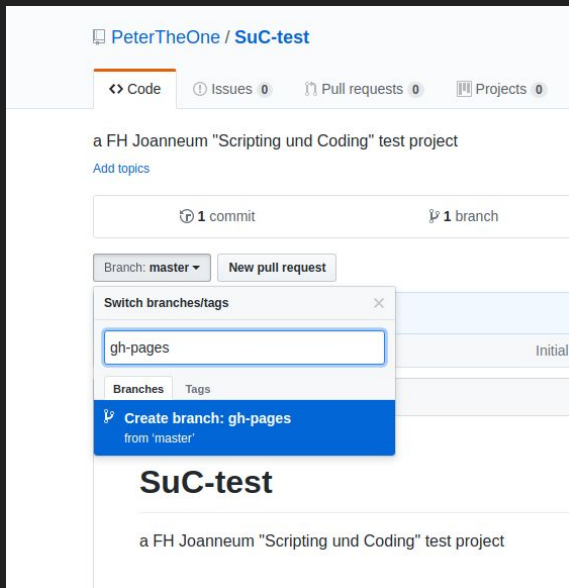 PeterTheOne / SuC-test
Code Issues 0 Pull requests 0 Projects 0
a FH Joanneum "Scripting und Coding" test project
Add topics
1 commit 1 branch
Branch: master New pull request
Switch branches/tags
gh-pages
Initial
Branches Tags
Create branch: gh-pages
from ‘master’
SuC-test
a FH Joanneum "Scripting und Coding" test project